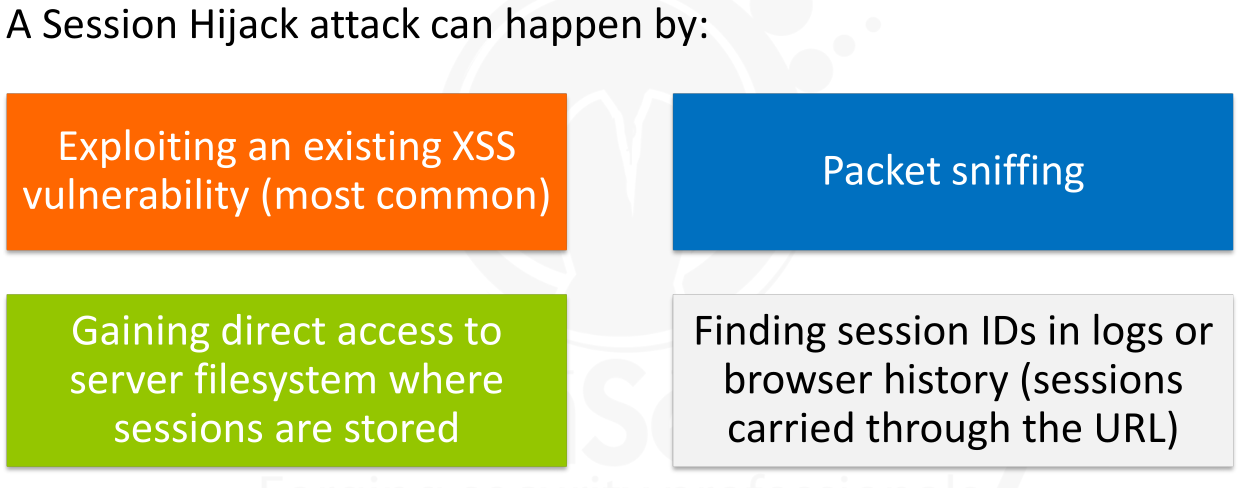 A Session Hijack attack can happen by:
Exploiting an existing XSS
vulnerability (most common)
Packet sniffing
Gaining direct access to
server filesystem where
sessions are stored
Finding session IDs in logs or
browser history (sessions
carried through the URL)